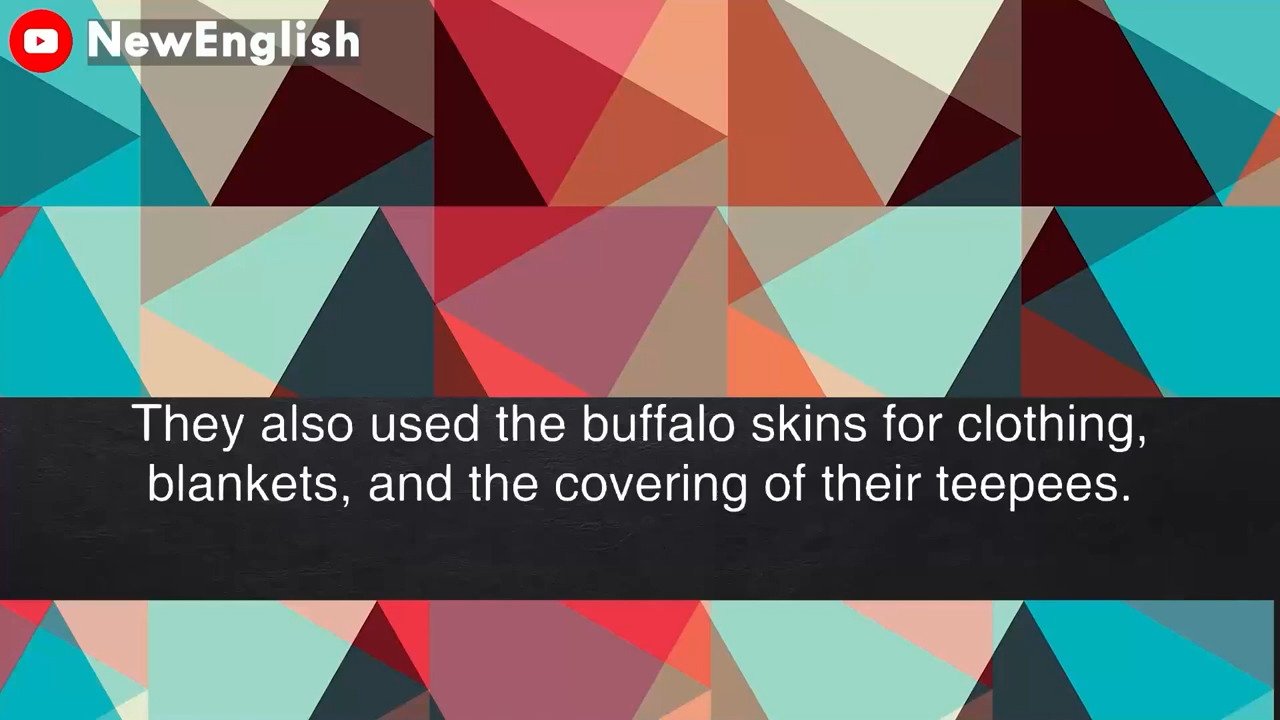 NewEnglish
They also used the buffalo skins for clothing,
blankets, and the covering of their teepees.